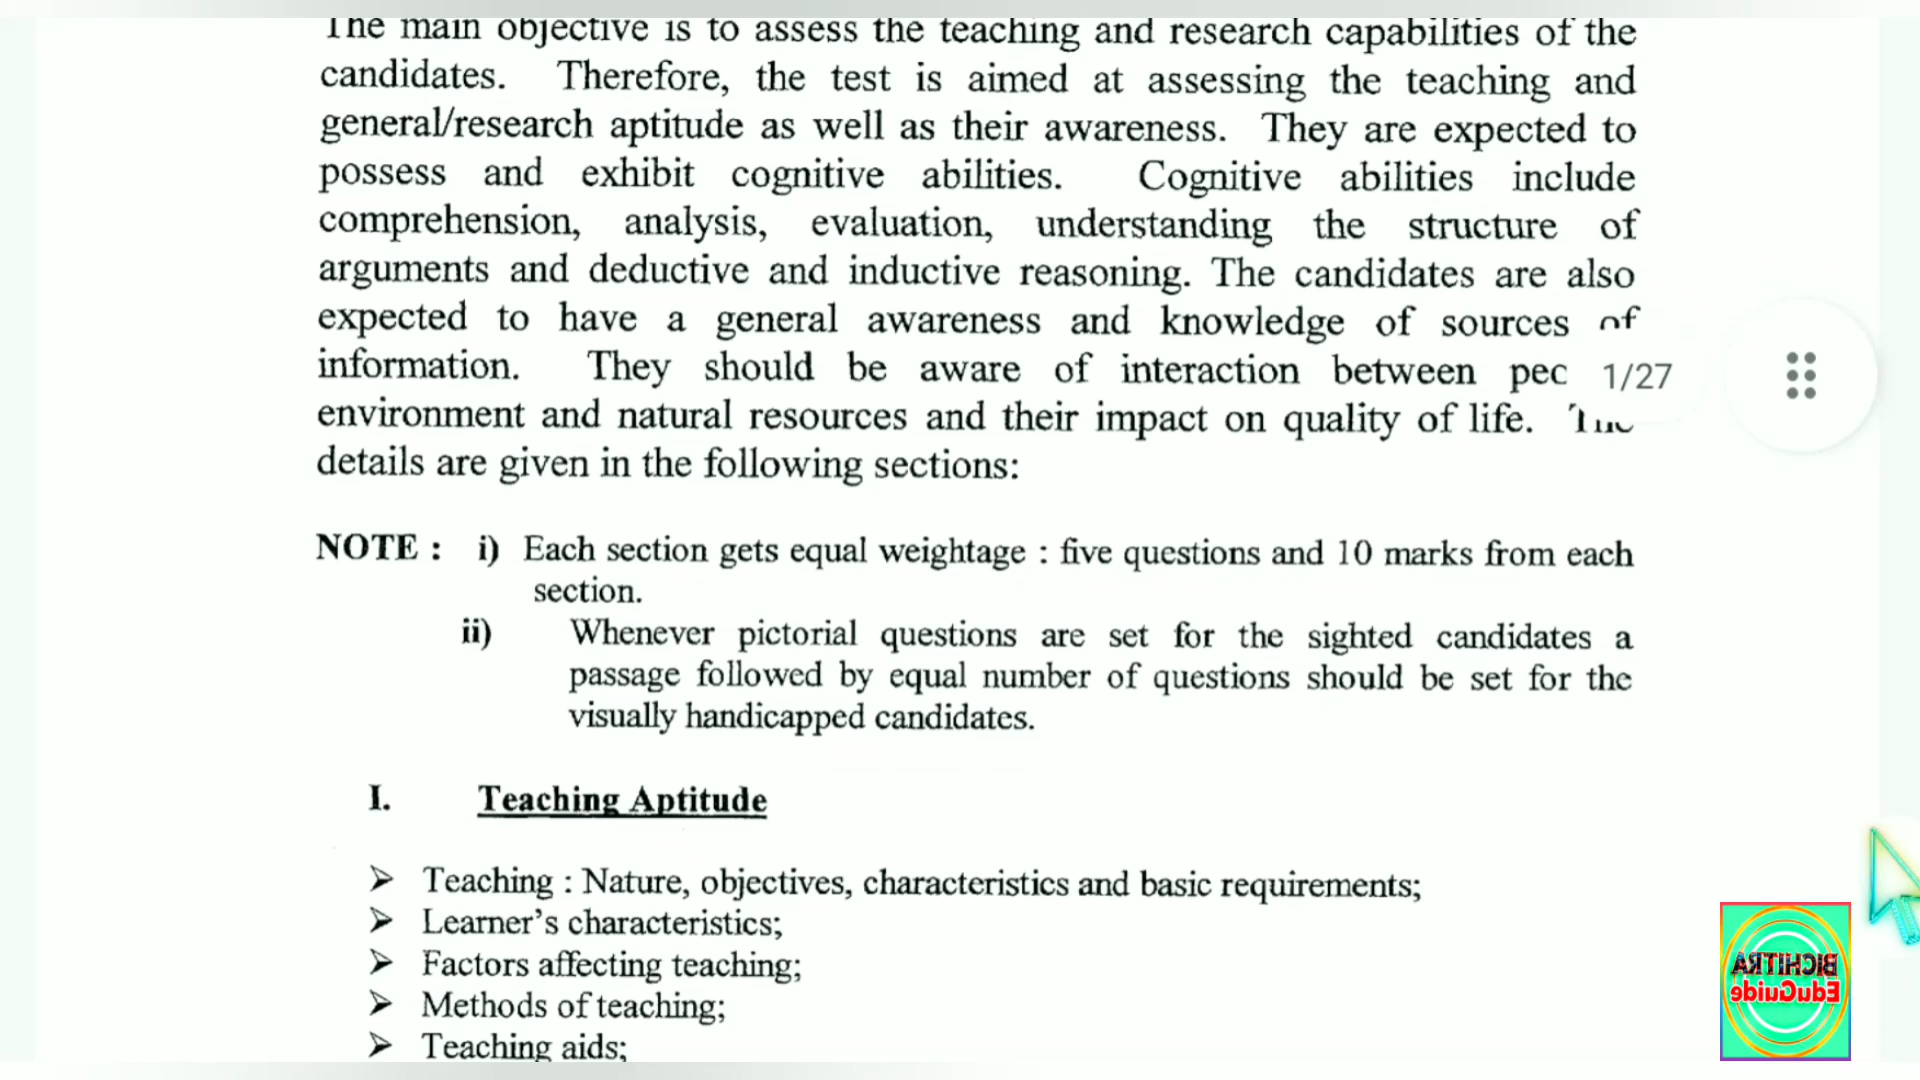 The main objective is to assess the teaching and research capabilities of the
candidates. Therefore, the test is aimed at assessing the teaching and
general/research aptitude as well as their awareness. They are expected to
possess and exhibit cognitive abilities. Cognitive abilities include
comprehension, analysis, evaluation, understanding the structure of
arguments and deductive and inductive reasoning. The candidates are also
expected to have a general awareness and knowledge of sources of
information. They should be aware of interaction between
1/27
environment and natural resources and their impact on quality of life.
details are given in the following sections:
NOTE : i) Each section gets equal weightage : five questions and 10 marks from each
section.
ii) Whenever pictorial questions are set for the sighted candidates a
passage followed by equal number of questions should be set for the
visually handicapped candidates.
I. Teaching Aptitude
➢ Teaching : Nature, objectives, characteristics and basic requirements;
➢ Learner's characteristics;
➢ Factors affecting teaching;
➢ Methods of teaching;
➢ Teaching aids;
BICHITRA
EduGuide